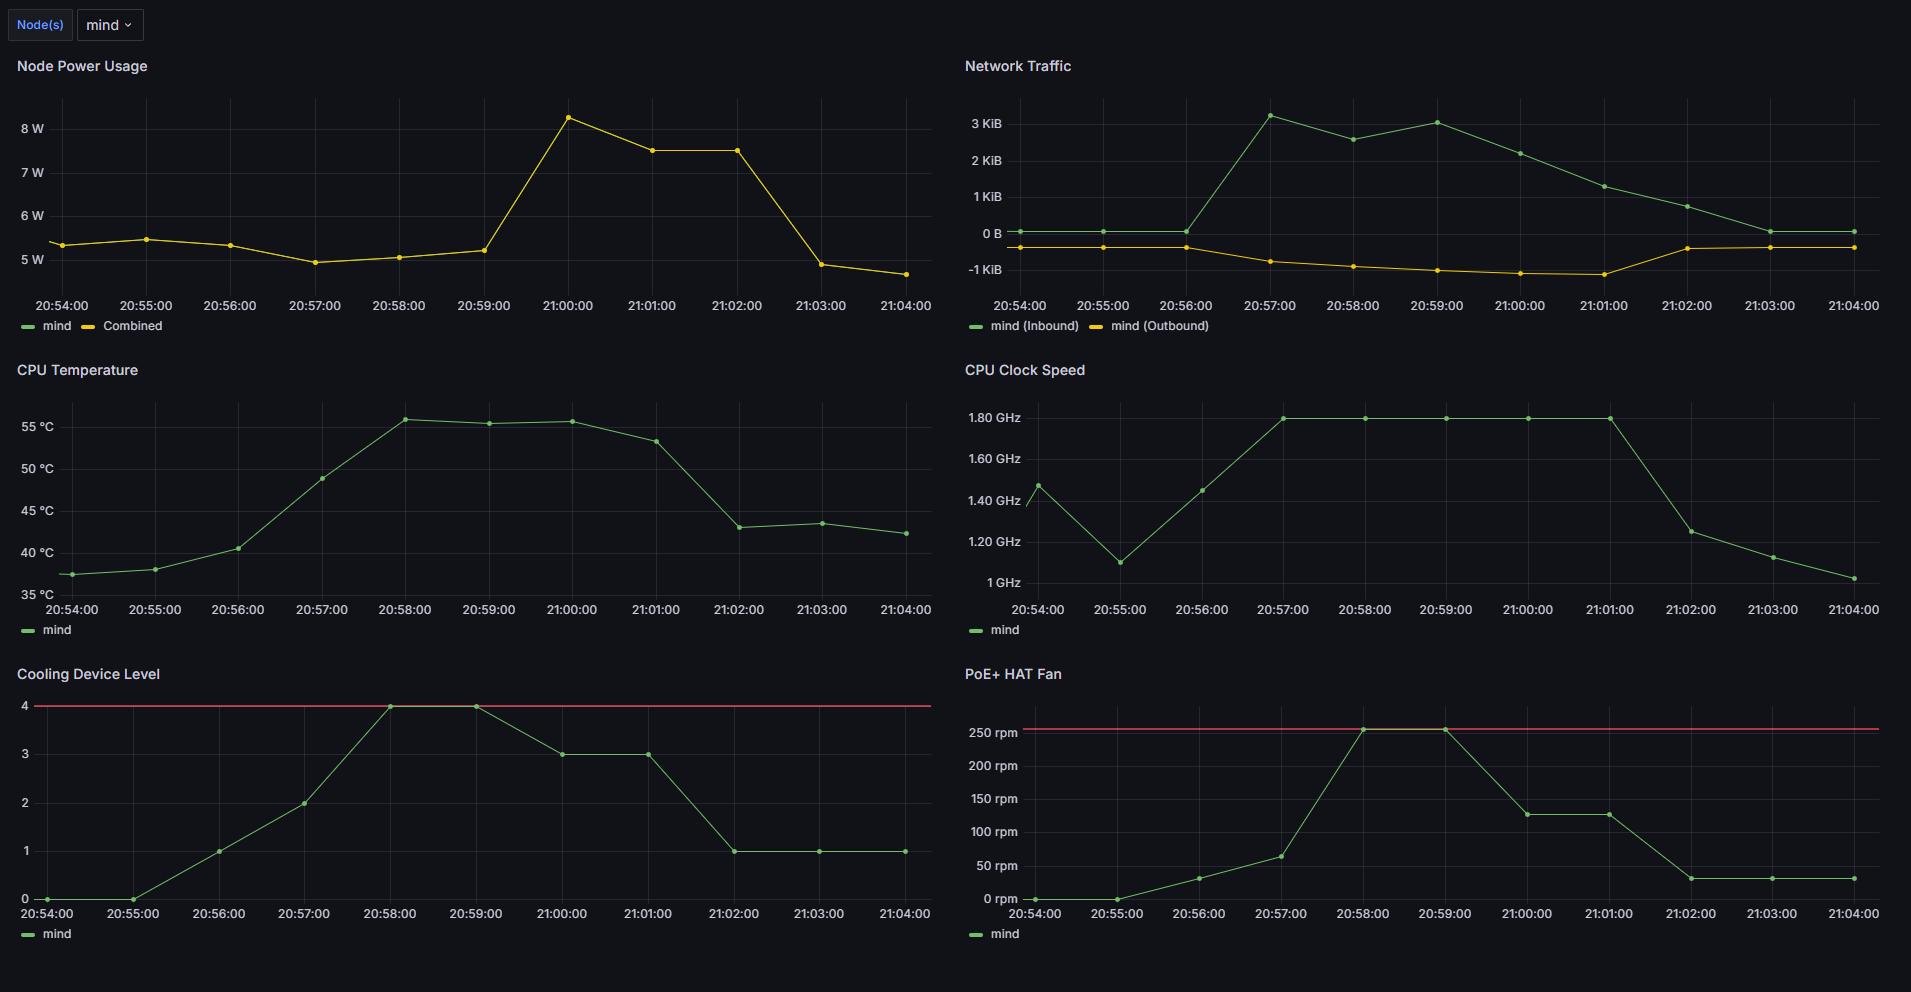 Node(s) mind
Node Power Usage
8 W
7 W
6 W
5 W
20:54:00 20:55:00 20:56:00 20:57:00 20:58:00 20:59:00 21:00:00 21:01:00 21:02:00 21:03:00 21:04:00
mind Combined
Network Traffic
3 KiB
2 KiB
1 KiB
0 B
-1 KiB
20:54:00 20:55:00 20:56:00 20:57:00 20:58:00 20:59:00 21:00:00 21:01:00 21:02:00 21:03:00 21:04:00
mind (Inbound) mind (Outbound)
CPU Temperature
55 °C
50 °C
45 °C
40 °C
35 °C
20:54:00 20:55:00 20:56:00 20:57:00 20:58:00 20:59:00 21:00:00 21:01:00 21:02:00 21:03:00 21:04:00
mind
CPU Clock Speed
1.80 GHz
1.60 GHz
1.40 GHz
1.20 GHz
1 GHz
20:54:00 20:55:00 20:56:00 20:57:00 20:58:00 20:59:00 21:00:00 21:01:00 21:02:00 21:03:00 21:04:00
mind
Cooling Device Level
4
3
2
1
0
20:54:00 20:55:00 20:56:00 20:57:00 20:58:00 20:59:00 21:00:00 21:01:00 21:02:00 21:03:00 21:04:00
mind
PoE+ HAT Fan
250 rpm
200 rpm
150 rpm
100 rpm
50 rpm
0 rpm
20:54:00 20:55:00 20:56:00 20:57:00 20:58:00 20:59:00 21:00:00 21:01:00 21:02:00 21:03:00 21:04:00
mind